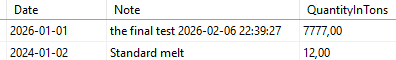 Date Note QuantityInTons
2026-01-01 the final test 2026-02-06 22:39:27 7777,00
2024-01-02 Standard melt 12,00